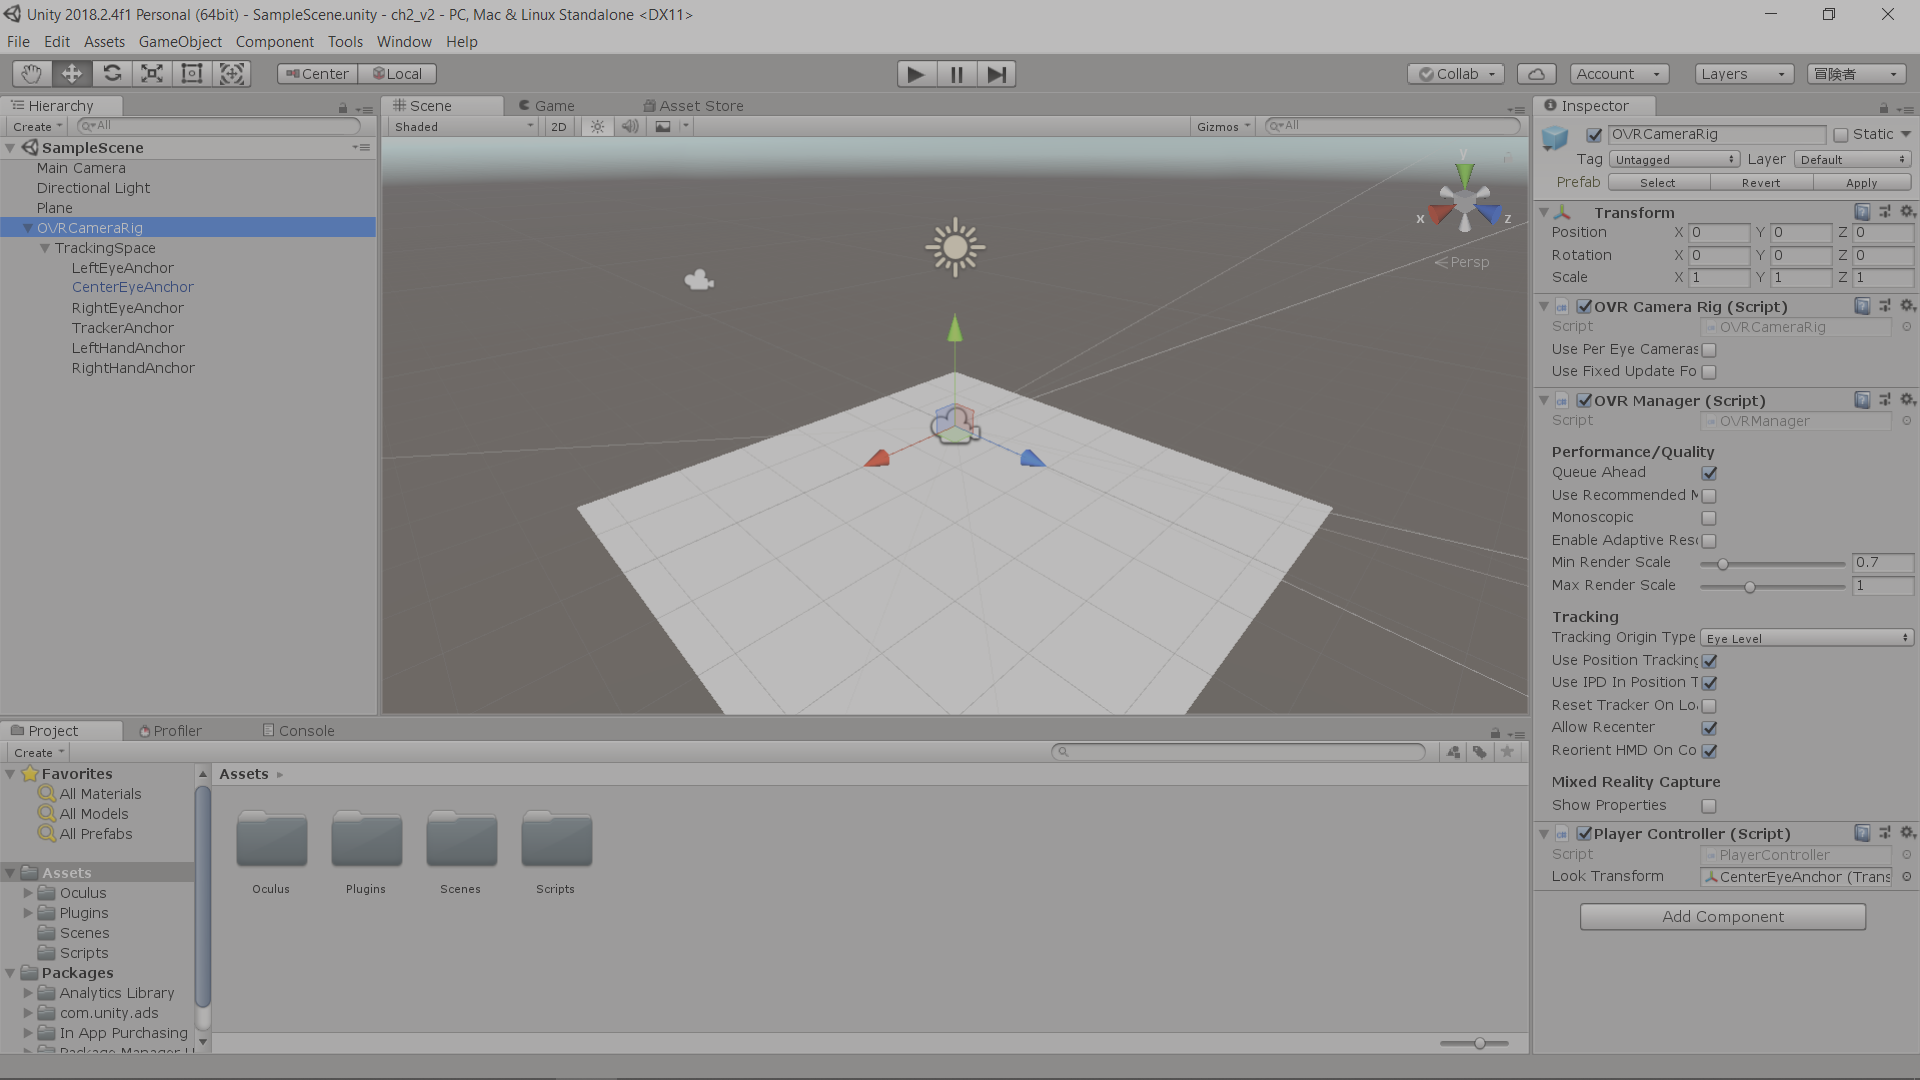 Unity 2018.2.4f1 Personal (64bit) - SampleScene.unity - ch2_v2 - PC, Mac & Linux Standalone <DX11>
File Edit Assets GameObject Component Tools Window Help
Center Local Collab Account Layers 冒険者
Hierarchy
Create All
SampleScene
Main Camera
Directional Light
Plane
OVRCameraRig
TrackingSpace
LeftEyeAnchor
CenterEyeAnchor
RightEyeAnchor
TrackerAnchor
LeftHandAnchor
RightHandAnchor
Scene Game Asset Store
Shaded 2D Gizmos All
y
x z
Persp
Inspector
OVRCameraRig Static
Tag Untagged Layer Default
Prefab Select Revert Apply
Transform
Position X 0 Y 0 Z 0
Rotation X 0 Y 0 Z 0
Scale X 1 Y 1 Z 1
OVR Camera Rig (Script)
Script OVRCameraRig
Use Per Eye Cameras
Use Fixed Update Fo
OVR Manager (Script)
Script OVRManager
Performance/Quality
Queue Ahead
Use Recommended
Monoscopic
Enable Adaptive Res
Min Render Scale 0.7
Max Render Scale 1
Tracking
Tracking Origin Type Eye Level
Use Position Tracking
Use IPD In Position T
Reset Tracker On Lo
Allow Recenter
Reorient HMD On Co
Mixed Reality Capture
Show Properties
Player Controller (Script)
Script PlayerController
Look Transform CenterEyeAnchor (Trans
Add Component
Project Profiler Console
Create
Favorites
All Materials
All Models
All Prefabs
Assets
Oculus
Plugins
Scenes
Scripts
Packages
Analytics Library
com.unity.ads
In App Purchasing
Package Manager U
Assets
Oculus Plugins Scenes Scripts